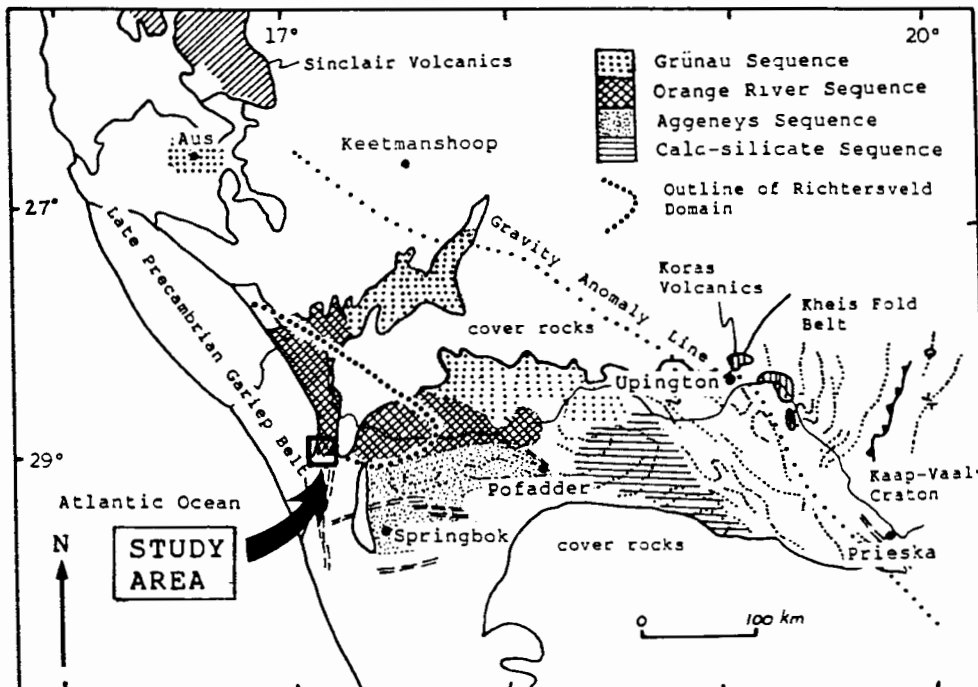 17°
20°
Sinclair Volcanics
Grünau Sequence
Orange River Sequence
Aggeneys Sequence
Calc-silicate Sequence
Outline of Richtersveld
Domain
Aus
Keetmanshoop
27°
Late Precambrian Gariep Belt
Gravity Anomaly Line
Koras
Volcanics
Kheis Fold
Belt
cover rocks
Upington
29°
Atlantic Ocean
Pofadder
Kaap-Vaal
Craton
N
STUDY
AREA
Springbok
cover rocks
Prieska
0 100 km